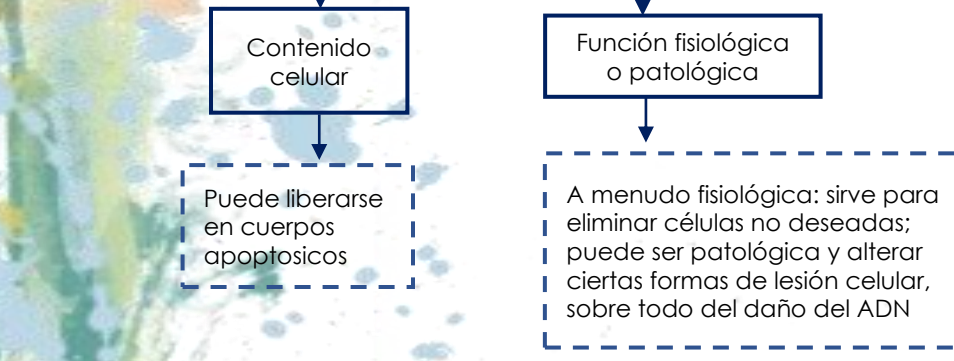 Contenido
celular
Función fisiológica
o patológica
Puede liberarse
en cuerpos
apoptosicos
A menudo fisiológica: sirve para
eliminar células no deseadas;
puede ser patológica y alterar
ciertas formas de lesión celular,
sobre todo del daño del ADN